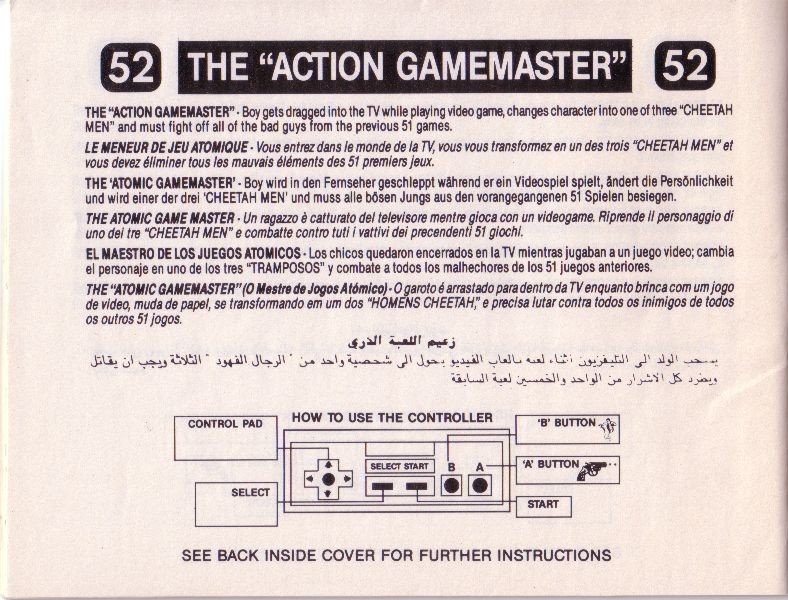 52 THE "ACTION GAMEMASTER" 52
THE "ACTION GAMEMASTER" - Boy gets dragged into the TV while playing video game, changes character into one of three "CHEETAH
MEN" and must fight off all of the bad guys from the previous 51 games.
LE MENEUR DE JEU ATOMIQUE - Vous entrez dans le monde de la TV, vous vous transformez en un des trois "CHEETAH MEN" et
vous devez éliminer tous les mauvais éléments des 51 premiers jeux.
THE 'ATOMIC GAMEMASTER' - Boy wird in den Fernseher geschleppt während er ein Videospiel spielt, ändert die Persönlichkeit
und wird einer der drei 'CHEETAH MEN' und muss alle bösen Jungs aus den vorangegangenen 51 Spielen besiegen.
THE ATOMIC GAME MASTER - Un ragazzo è catturato del televisore mentre gioca con un videogame. Riprende il personaggio di
uno dei tre "CHEETAH MEN" e combatte contro tuti i vattivi dei precendenti 51 giochi.
EL MAESTRO DE LOS JUEGOS ATOMICOS - Los chicos quedaron encerrados en la TV mientras jugaban a un juego video; cambia
el personaje en uno de los tres "TRAMPOSOS" y combate a todos los malhechores de los 51 juegos anteriores.
THE "ATOMIC GAMEMASTER" (O Mestre de Jogos Atómico) - O garoto é arrastado para dentro da TV enquanto brinca com um jogo
de video, muda de papel, se transformando em um dos "HOMENS CHEETAH," e precisa lutar contra todos os inimigos de todos
os outros 51 jogos.
زعيم اللعبة الذري
يسحب الولد الى التليفزيون أثناء لعبه بالعاب الفيديو يحول الى شخصية واحد من " الرجال الفهود " الثلاثة ويجب ان يقاتل
ويضرد كل الاشرار من الواحد والخمسين لعبة السابقة
HOW TO USE THE CONTROLLER
CONTROL PAD
'B' BUTTON
SELECT START B A
'A' BUTTON
SELECT
START
SEE BACK INSIDE COVER FOR FURTHER INSTRUCTIONS